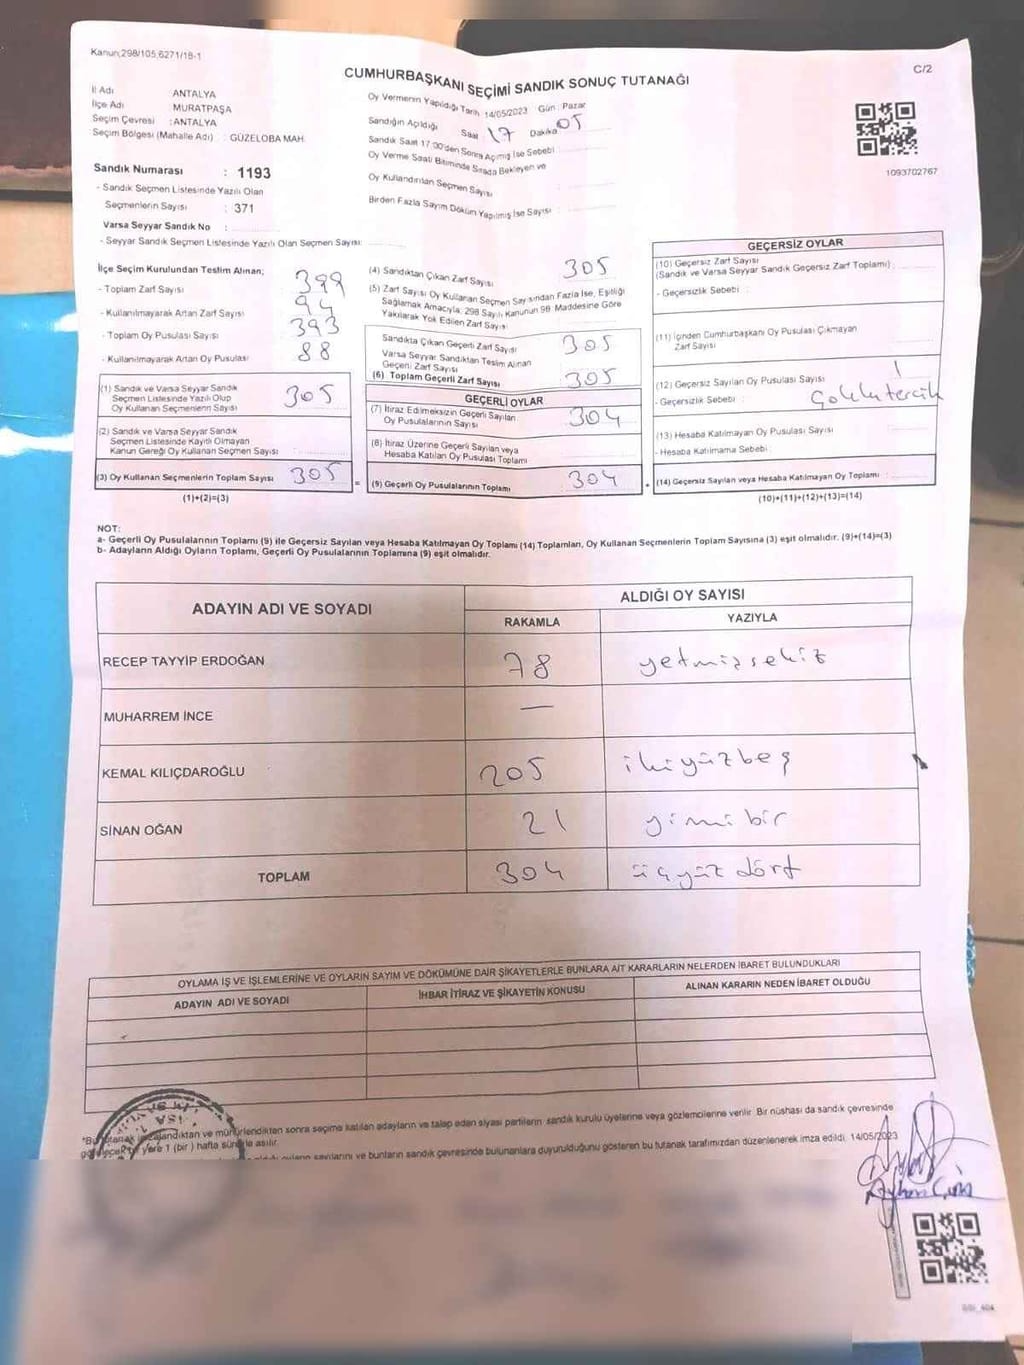 Kanun;298/105,6271/18-1
C/2
CUMHURBAŞKANI SEÇİMİ SANDIK SONUÇ TUTANAĞI
İl Adı ANTALYA
İlçe Adı MURATPAŞA
Seçim Çevresi : ANTALYA
Seçim Bölgesi (Mahalle Adı) : GÜZELOBA MAH.
Oy Vermenin Yapıldığı Tarih 14/05/2023 Gün : Pazar
Sandığın Açıldığı Saat 17 Dakika 05
Sandık Saat 17:00'den Sonra Açımış İse Sebebi
Oy Verme Saati Bitiminde Sırada Bekleyen ve
Oy Kullandırılan Seçmen Sayısı
Birden Fazla Sayım Döküm Yapılmış İse Sayısı :
1093702767
Sandık Numarası : 1193
- Sandık Seçmen Listesinde Yazılı Olan
Seçmenlerin Sayısı : 371
Varsa Seyyar Sandık No :
- Seyyar Sandık Seçmen Listesinde Yazılı Olan Seçmen Sayısı:
İlçe Seçim Kurulundan Teslim Alınan;
- Toplam Zarf Sayısı 399
- Kullanılmayarak Artan Zarf Sayısı 94
- Toplam Oy Pusulası Sayısı 393
- Kullanılmayarak Artan Oy Pusulası 88
(1) Sandık ve Varsa Seyyar Sandık
Seçmen Listesinde Yazılı Olup
Oy Kullanan Seçmenlerin Sayısı 305
(2) Sandık ve Varsa Seyyar Sandık
Seçmen Listesinde Kayıtlı Olmayan
Kanun Gereği Oy Kullanan Seçmen Sayısı
(3) Oy Kullanan Seçmenlerin Toplam Sayısı 305
(1)+(2)=(3)
(4) Sandıktan Çıkan Zarf Sayısı 305
(5) Zarf Sayısı Oy Kullanan Seçmen Sayısından Fazla İse, Eşitliği
Sağlamak Amacıyla; 298 Sayılı Kanunun 98. Maddesine Göre
Yakılarak Yok Edilen Zarf Sayısı
Sandıkta Çıkan Geçerli Zarf Sayısı 305
Varsa Seyyar Sandıktan Teslim Alınan
Geçerli Zarf Sayısı
(6) Toplam Geçerli Zarf Sayısı 305
GEÇERLİ OYLAR
(7) İtiraz Edilmeksizin Geçerli Sayılan
Oy Pusulalarının Sayısı 304
(8) İtiraz Üzerine Geçerli Sayılan veya
Hesaba Katılan Oy Pusulası Toplamı
(9) Geçerli Oy Pusulalarının Toplamı 304
GEÇERSİZ OYLAR
(10) Geçersiz Zarf Sayısı
(Sandık ve Varsa Seyyar Sandık Geçersiz Zarf Toplamı) :
- Geçersizlik Sebebi :
(11) İçinden Cumhurbaşkanı Oy Pusulası Çıkmayan
Zarf Sayısı
(12) Geçersiz Sayılan Oy Pusulası Sayısı 1
- Geçersizlik Sebebi :
(13) Hesaba Katılmayan Oy Pusulası Sayısı
- Hesaba Katılmama Sebebi
(14) Geçersiz Sayılan veya Hesaba Katılmayan Oy Toplamı :
(10)+(11)+(12)+(13)=(14)
NOT:
a- Geçerli Oy Pusulalarının Toplamı (9) ile Geçersiz Sayılan veya Hesaba Katılmayan Oy Toplamı (14) Toplamları, Oy Kullanan Seçmenlerin Toplam Sayısına (3) eşit olmalıdır. (9)+(14)=(3)
b- Adayların Aldığı Oyların Toplamı, Geçerli Oy Pusulalarının Toplamına (9) eşit olmalıdır.
ADAYIN ADI VE SOYADI
ALDIĞI OY SAYISI
RAKAMLA YAZIYLA
RECEP TAYYİP ERDOĞAN 78 yetmişsekiz
MUHARREM İNCE —
KEMAL KILIÇDAROĞLU 205 ikiyüzbeş
SİNAN OĞAN 21 yirmibir
TOPLAM 304 üçyüz dört
OYLAMA İŞ VE İŞLEMLERİNE VE OYLARIN SAYIM VE DÖKÜMÜNE DAİR ŞİKAYETLERLE BUNLARA AİT KARARLARIN NELERDEN İBARET BULUNDUKLARI
ADAYIN ADI VE SOYADI İHBAR İTİRAZ VE ŞİKAYETİN KONUSU ALINAN KARARIN NEDEN İBARET OLDUĞU
*Bu tutanak imzalandıktan ve mühürlendikten sonra seçime katılan adayların ve talep eden siyasi partilerin sandık kurulu üyelerine veya gözlemcilerine verilir. Bir nüshası da sandık çevresinde
yere 1 (bir ) hafta süreyle asılır.
sayılarını ve bunların sandık çevresinde bulunanlara duyurulduğunu gösteren bu tutanak tarafımızdan düzenlenerek imza edildi. 14/05/2023